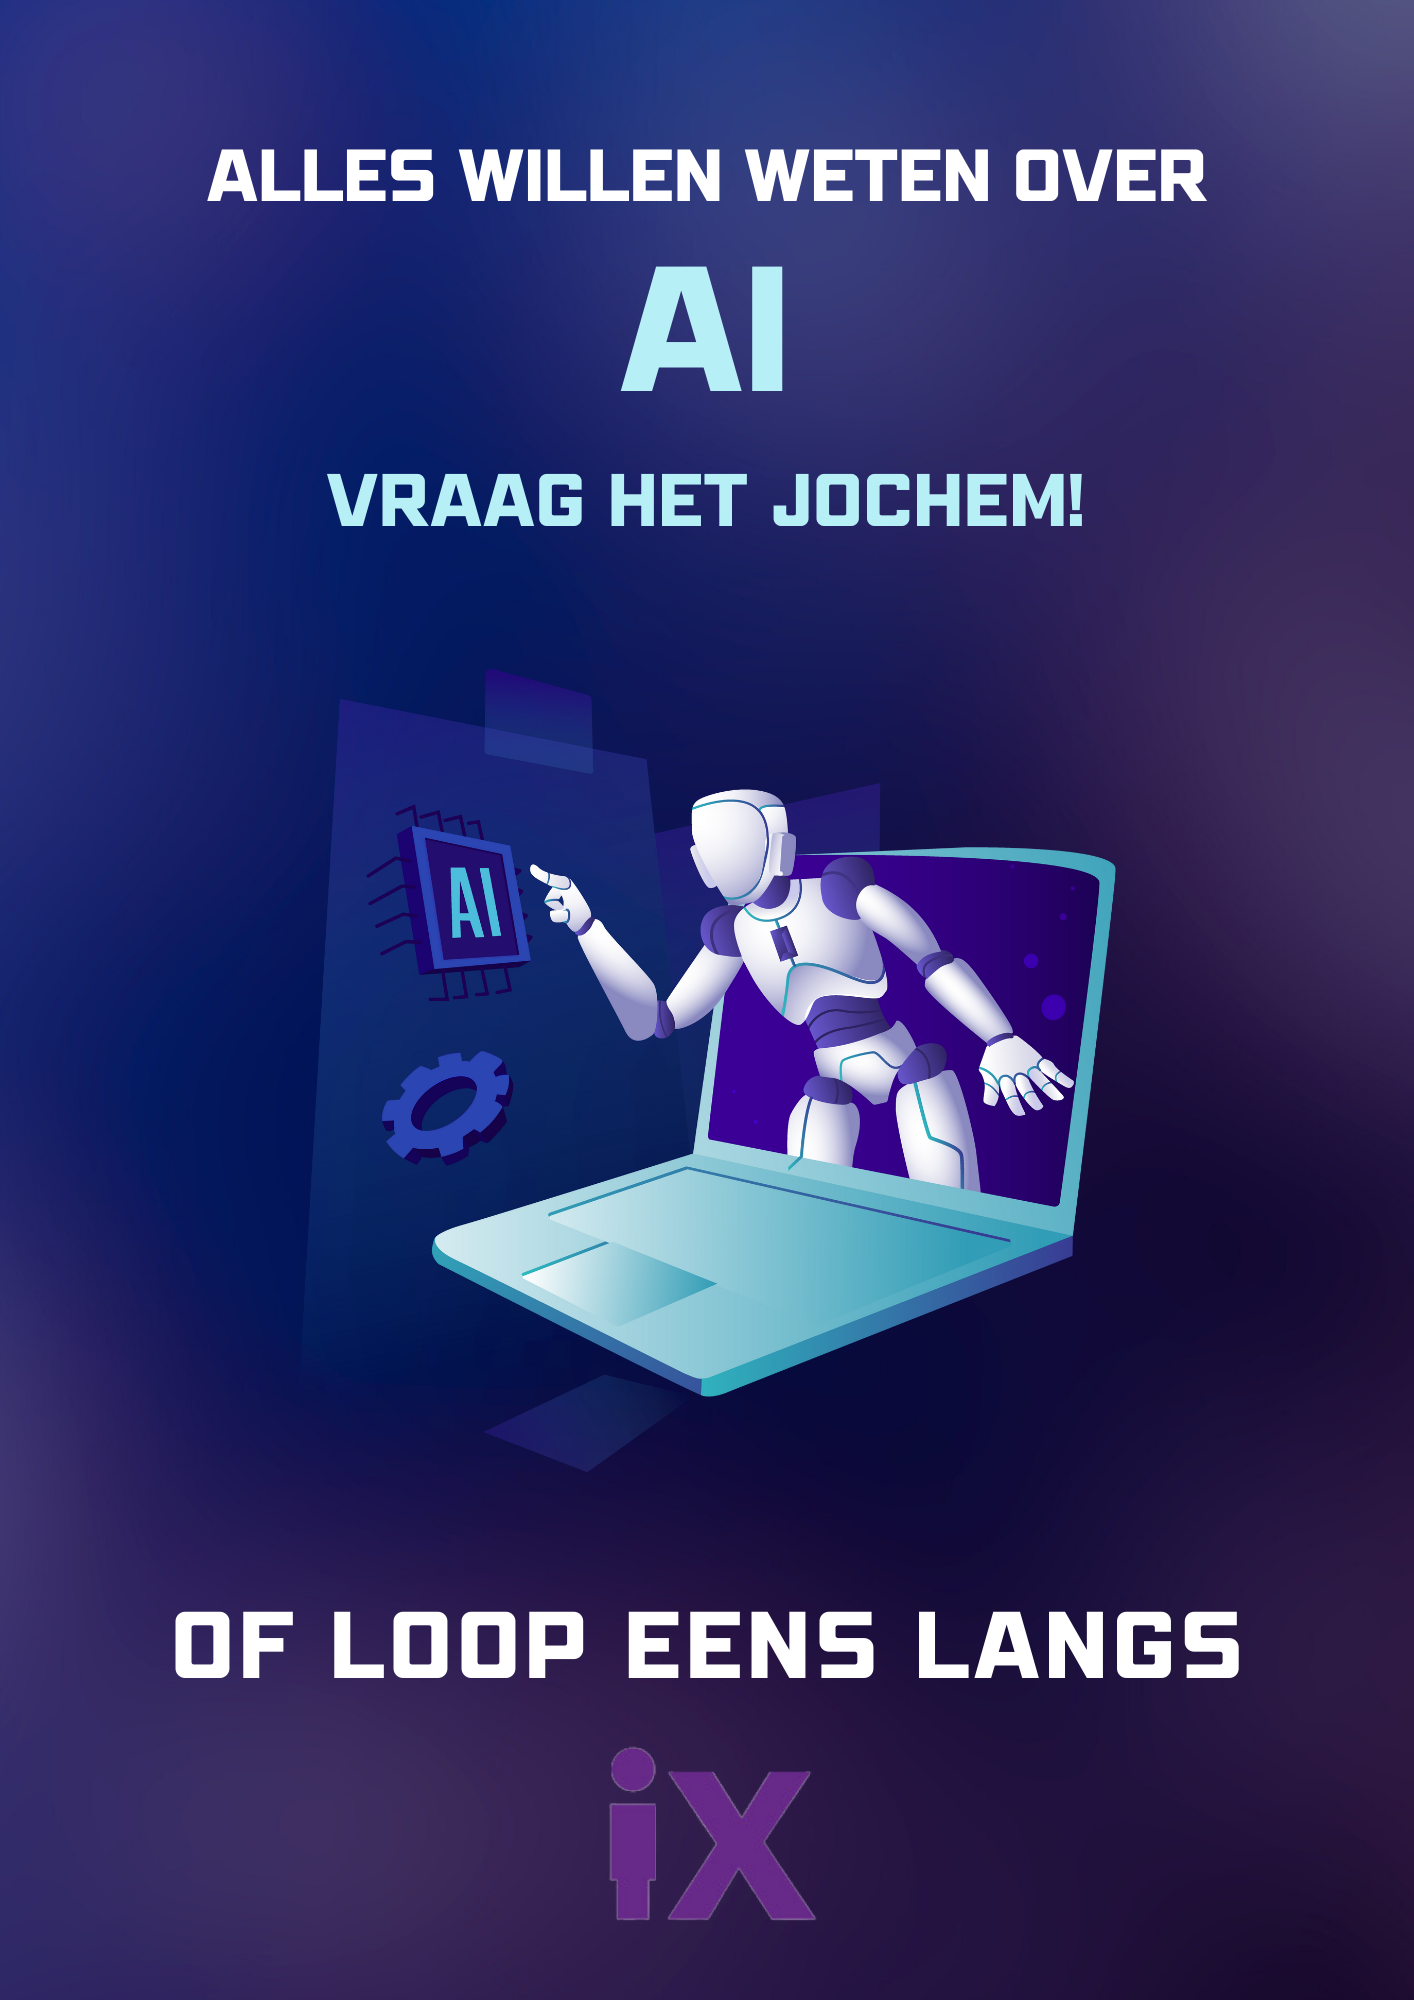 ALLES WILLEN WETEN OVER
AI
VRAAG HET JOCHEM!
AI
OF LOOP EENS LANGS
iX